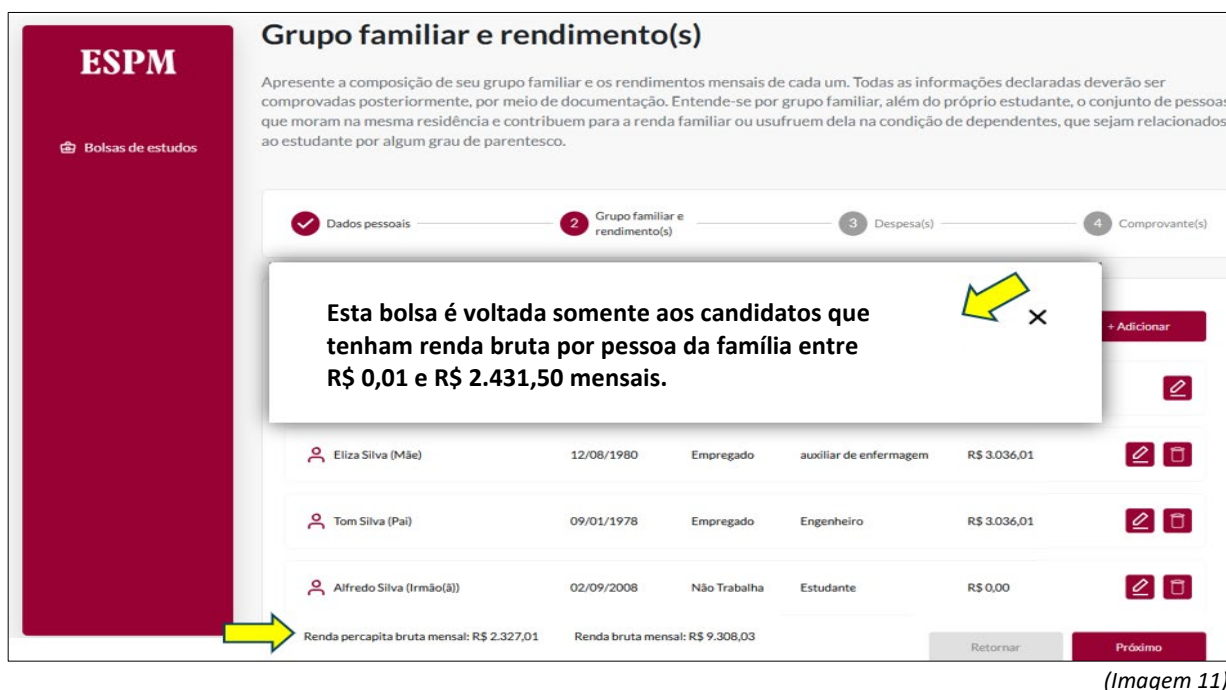 ESPM
Bolsas de estudos
Grupo familiar e rendimento(s)
Apresente a composição de seu grupo familiar e os rendimentos mensais de cada um. Todas as informações declaradas deverão ser
comprovadas posteriormente, por meio de documentação. Entende-se por grupo familiar, além do próprio estudante, o conjunto de pessoas
que moram na mesma residência e contribuem para a renda familiar ou usufruem dela na condição de dependentes, que sejam relacionados
ao estudante por algum grau de parentesco.
Dados pessoais
2 Grupo familiar e
rendimento(s)
3 Despesa(s)
4 Comprovante(s)
Esta bolsa é voltada somente aos candidatos que
tenham renda bruta por pessoa da família entre
R$ 0,01 e R$ 2.431,50 mensais.
+ Adicionar
Eliza Silva (Mãe) 12/08/1980 Empregado auxiliar de enfermagem R$ 3.036,01
Tom Silva (Pai) 09/01/1978 Empregado Engenheiro R$ 3.036,01
Alfredo Silva (Irmão(ã)) 02/09/2008 Não Trabalha Estudante R$ 0,00
Renda percapita bruta mensal: R$ 2.327,01 Renda bruta mensal: R$ 9.308,03
Retornar Próximo
(Imagem 11)